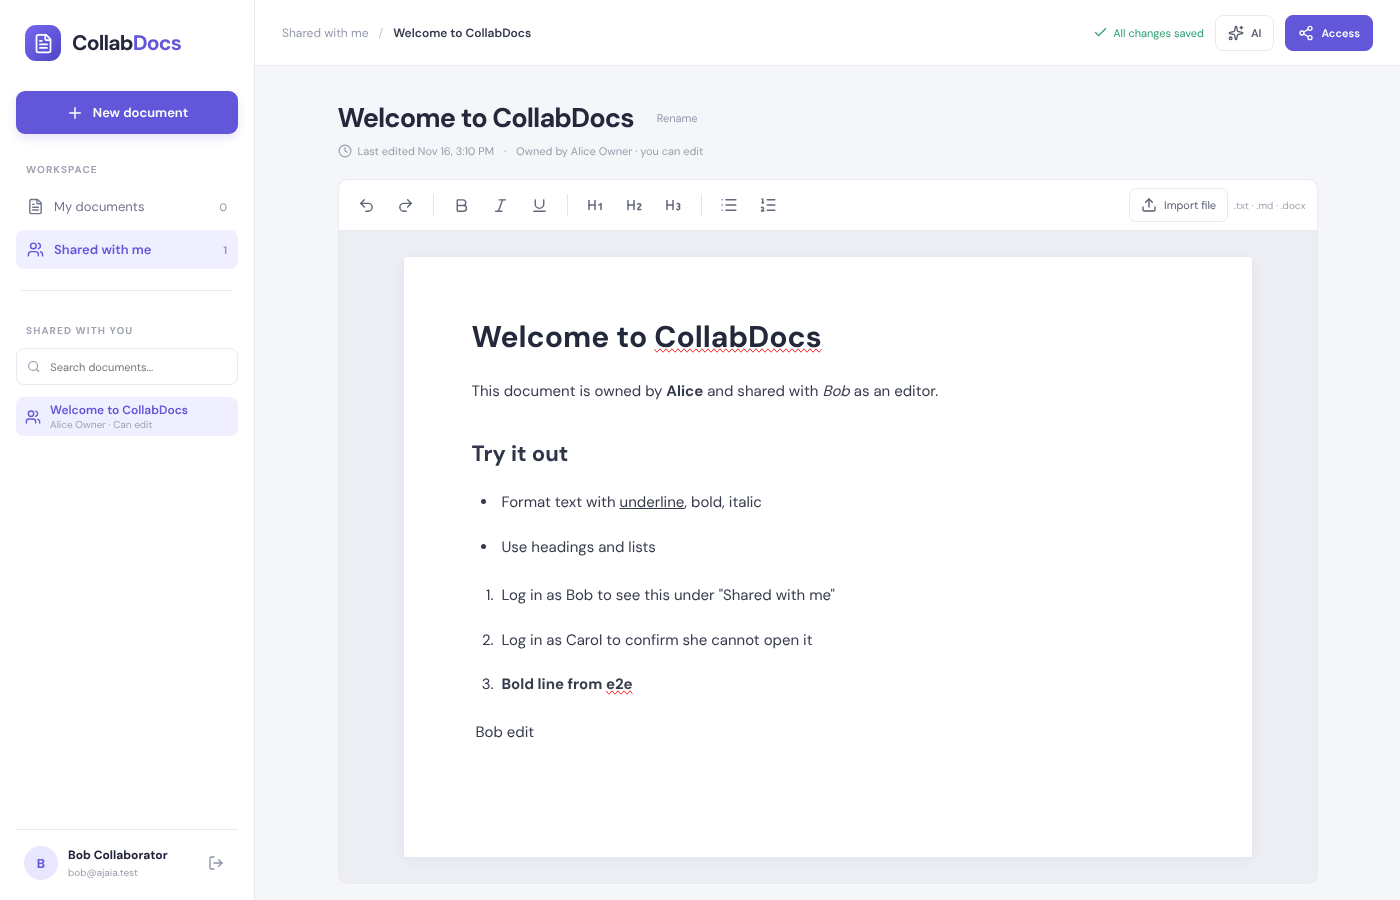 CollabDocs
New document
WORKSPACE
My documents 0
Shared with me 1
SHARED WITH YOU
Search documents...
Welcome to CollabDocs
Alice Owner · Can edit
B
Bob Collaborator
bob@ajaia.test
Shared with me / Welcome to CollabDocs
All changes saved
AI
Access
Welcome to CollabDocs
Rename
Last edited Nov 16, 3:10 PM · Owned by Alice Owner · you can edit
B I U H1 H2 H3
Import file
.txt · .md · .docx
Welcome to CollabDocs
This document is owned by Alice and shared with Bob as an editor.
Try it out
• Format text with underline, bold, italic
• Use headings and lists
1. Log in as Bob to see this under "Shared with me"
2. Log in as Carol to confirm she cannot open it
3. Bold line from e2e
Bob edit